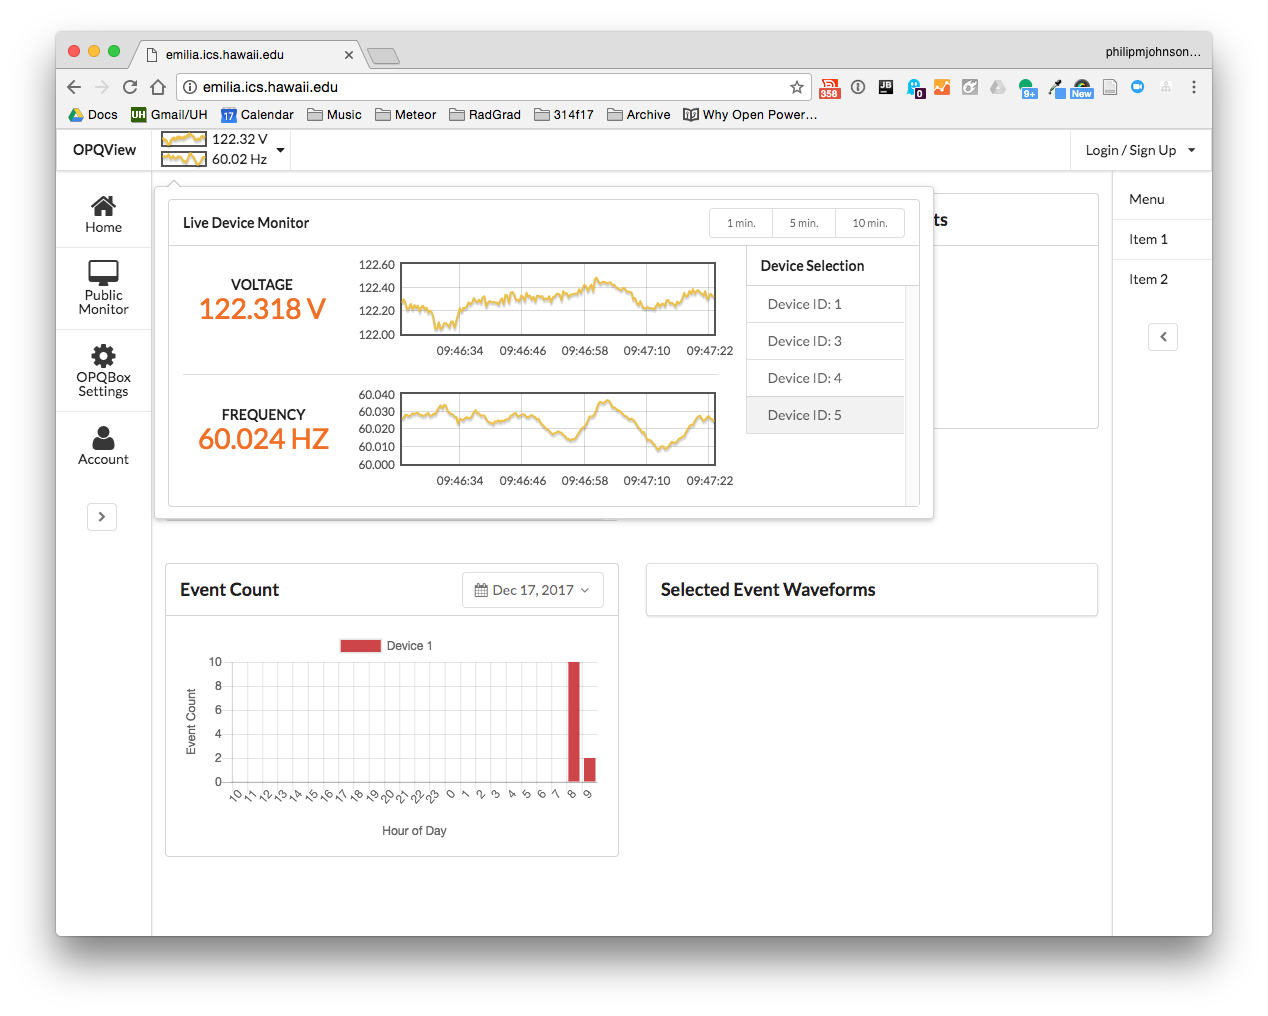 emilia.ics.hawaii.edu
philipmjohnson...
emilia.ics.hawaii.edu
358
JB
0
9+
New
Docs
UH Gmail/UH
17 Calendar
Music
Meteor
RadGrad
314f17
Archive
Why Open Power...
OPQView
122.32 V
60.02 Hz
Login / Sign Up
Home
Public
Monitor
OPQBox
Settings
Account
Live Device Monitor
1 min.
5 min.
10 min.
ts
VOLTAGE
122.318 V
122.60
122.40
122.20
122.00
09:46:34 09:46:46 09:46:58 09:47:10 09:47:22
FREQUENCY
60.024 HZ
60.040
60.030
60.020
60.010
60.000
09:46:34 09:46:46 09:46:58 09:47:10 09:47:22
Device Selection
Device ID: 1
Device ID: 3
Device ID: 4
Device ID: 5
Menu
Item 1
Item 2
Event Count
Dec 17, 2017
Device 1
Event Count
10
8
6
4
2
0
10 11 12 13 14 15 16 17 18 19 20 21 22 23 0 1 2 3 4 5 6 7 8 9
Hour of Day
Selected Event Waveforms